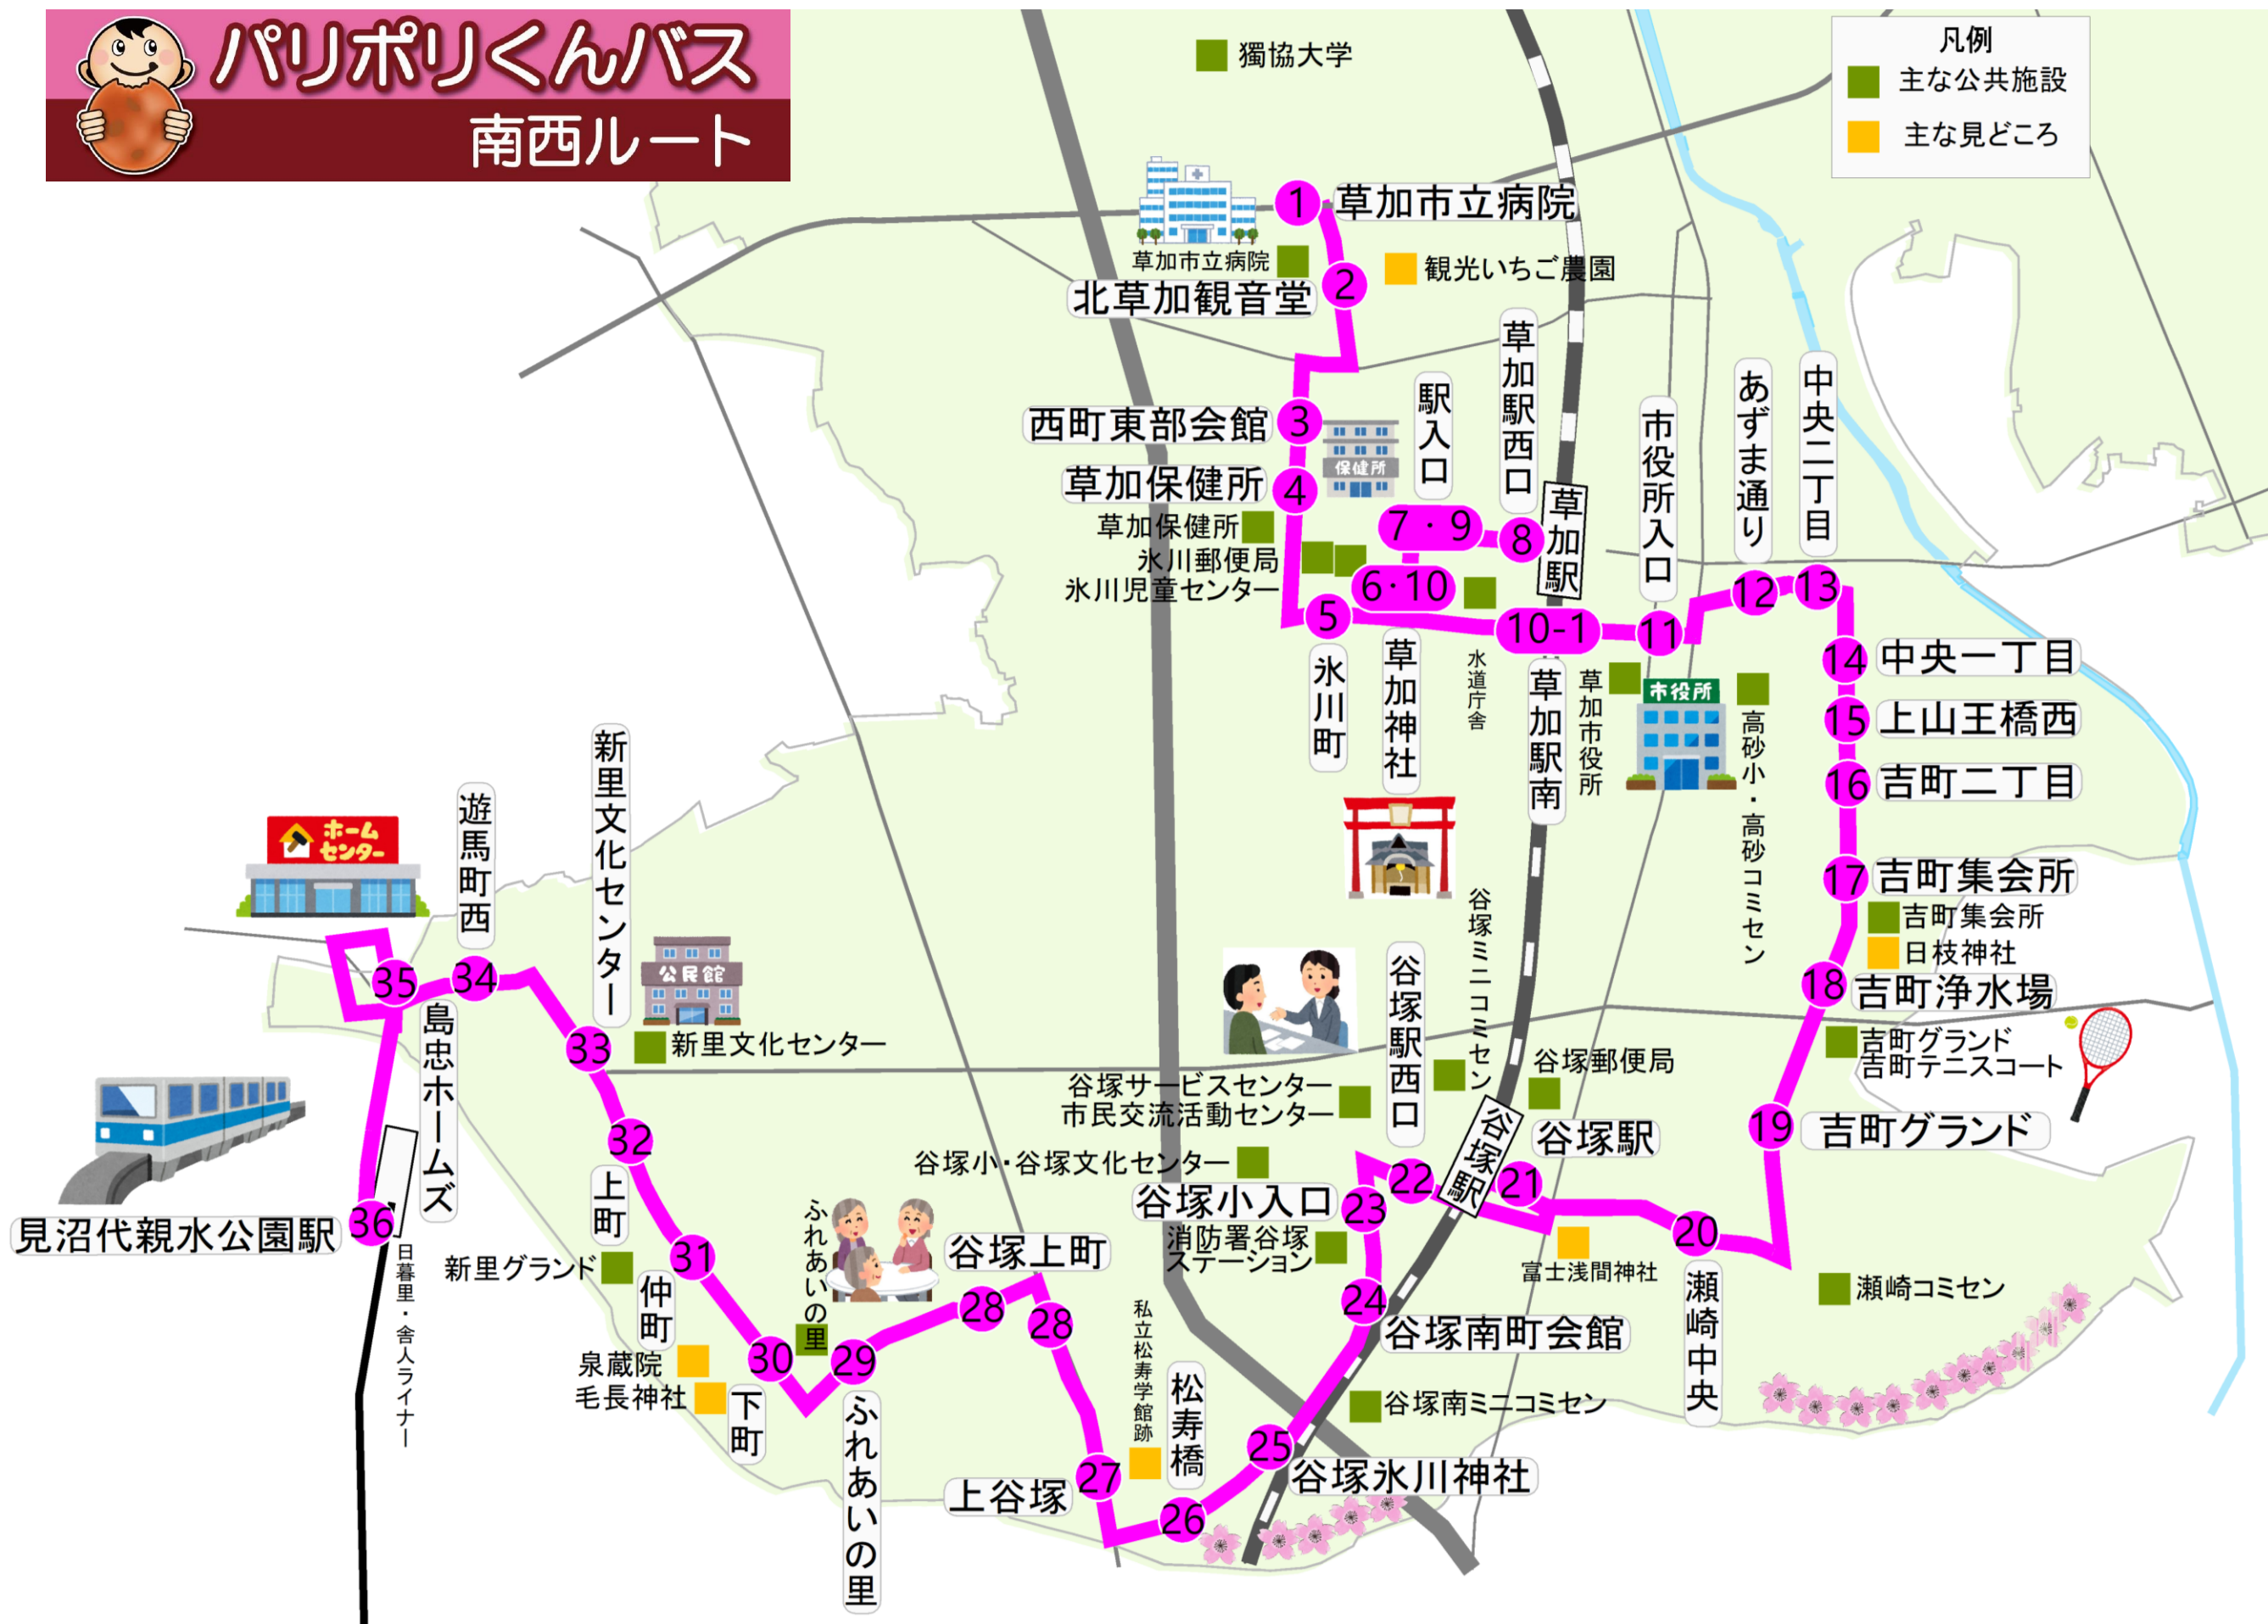 パリポリくんバス
南西ルート
凡例
主な公共施設
主な見どころ
獨協大学
1
草加市立病院
草加市立病院
2
北草加観音堂
観光いちご農園
3
西町東部会館
保健所
4
草加保健所
草加保健所
氷川郵便局
氷川児童センター
駅入口
7・9
草加駅西口
8
草加駅
6・10
5
氷川町
草加神社
水道庁舎
10-1
草加駅南
市役所入口
11
草加市役所
市役所
高砂小・高砂コミセン
あずま通り
12
中央二丁目
13
14
中央一丁目
15
上山王橋西
16
吉町二丁目
17
吉町集会所
吉町集会所
日枝神社
18
吉町浄水場
吉町グランド
吉町テニスコート
19
吉町グランド
20
瀬崎中央
瀬崎コミセン
21
谷塚駅
谷塚郵便局
富士浅間神社
谷塚駅
谷塚ミニコミセン
22
谷塚駅西口
谷塚サービスセンター
市民交流活動センター
谷塚小・谷塚文化センター
23
谷塚小入口
消防署谷塚
ステーション
24
谷塚南町会館
谷塚南ミニコミセン
25
谷塚氷川神社
26
松寿橋
私立松寿学館跡
27
上谷塚
28
28
谷塚上町
29
ふれあいの里
ふれあいの里
30
下町
泉蔵院
毛長神社
31
仲町
新里グランド
32
上町
33
新里文化センター
公民館
新里文化センター
34
遊馬町西
35
島忠ホームズ
ホーム
センター
36
見沼代親水公園駅
日暮里・舎人ライナー